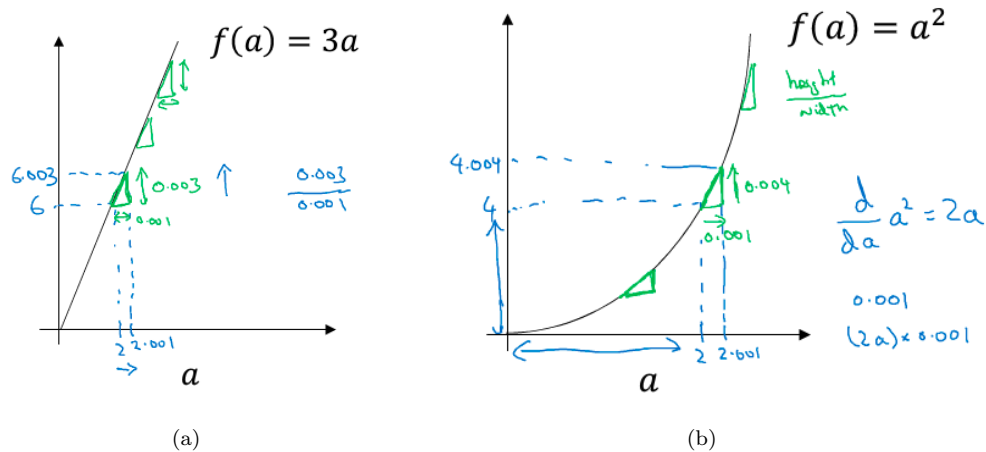 f(a) = 3a
6.003
6
0.003
0.001
0.003
0.001
2
2.001
a
(a)
f(a) = a²
height
width
4.004
4
0.004
0.001
2
2.001
a
d
da
a² = 2a
0.001
(2a) × 0.001
(b)